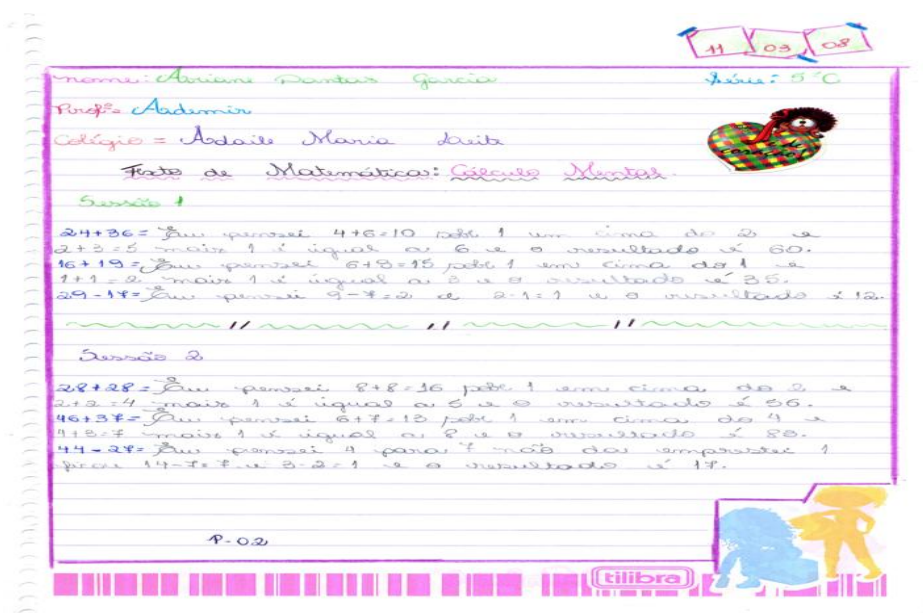 11 03 08
nome: Ariane Dantas Garcia Série: 5ªC
Profº Aademir
Colégio = Adaile Maria Leite
Texto de Matemática: Cálculo Mental.
Sessão 1
24+36= Eu pensei 4+6=10 sobe 1 em cima do 2 e
2+3=5 mais 1 é igual a 6 e o resultado é 60.
16+19= Eu pensei 6+9=15 sobe 1 em cima do 1 e
1+1=2 mais 1 é igual a 3 e o resultado é 35.
29-17= Eu pensei 9-7=2 e 2-1=1 e o resultado é 12.
Sessão 2
28+28= Eu pensei 8+8=16 sobe 1 em cima do 2 e
2+2=4 mais 1 é igual a 5 e o resultado é 56.
46+37= Eu pensei 6+7=13 sobe 1 em cima do 4 e
4+3=7 mais 1 é igual a 8 e o resultado é 83.
44-27= Eu pensei 4 para 7 não dá emprestei 1
ficou 14-7=7 e 3-2=1 e o resultado é 17.
P-02
tilibra